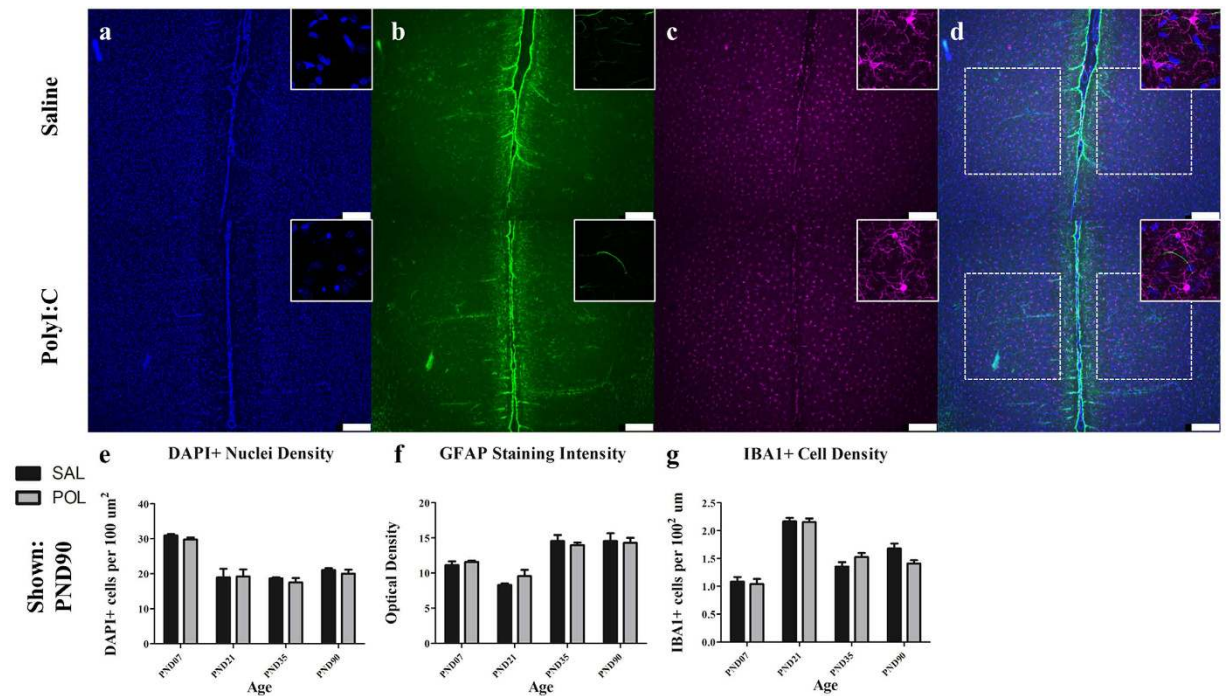 a
b
c
d
Saline
PolyI:C
SAL
POL
Shown:
PND90
e DAPI+ Nuclei Density
DAPI+ cells per 100 um²
40
30
20
10
0
PND07 PND21 PND35 PND90
Age
f GFAP Staining Intensity
Optical Density
20
15
10
5
0
PND07 PND21 PND35 PND90
Age
g IBA1+ Cell Density
IBA1+ cells per 100² um
2.5
2.0
1.5
1.0
0.5
0.0
PND07 PND21 PND35 PND90
Age